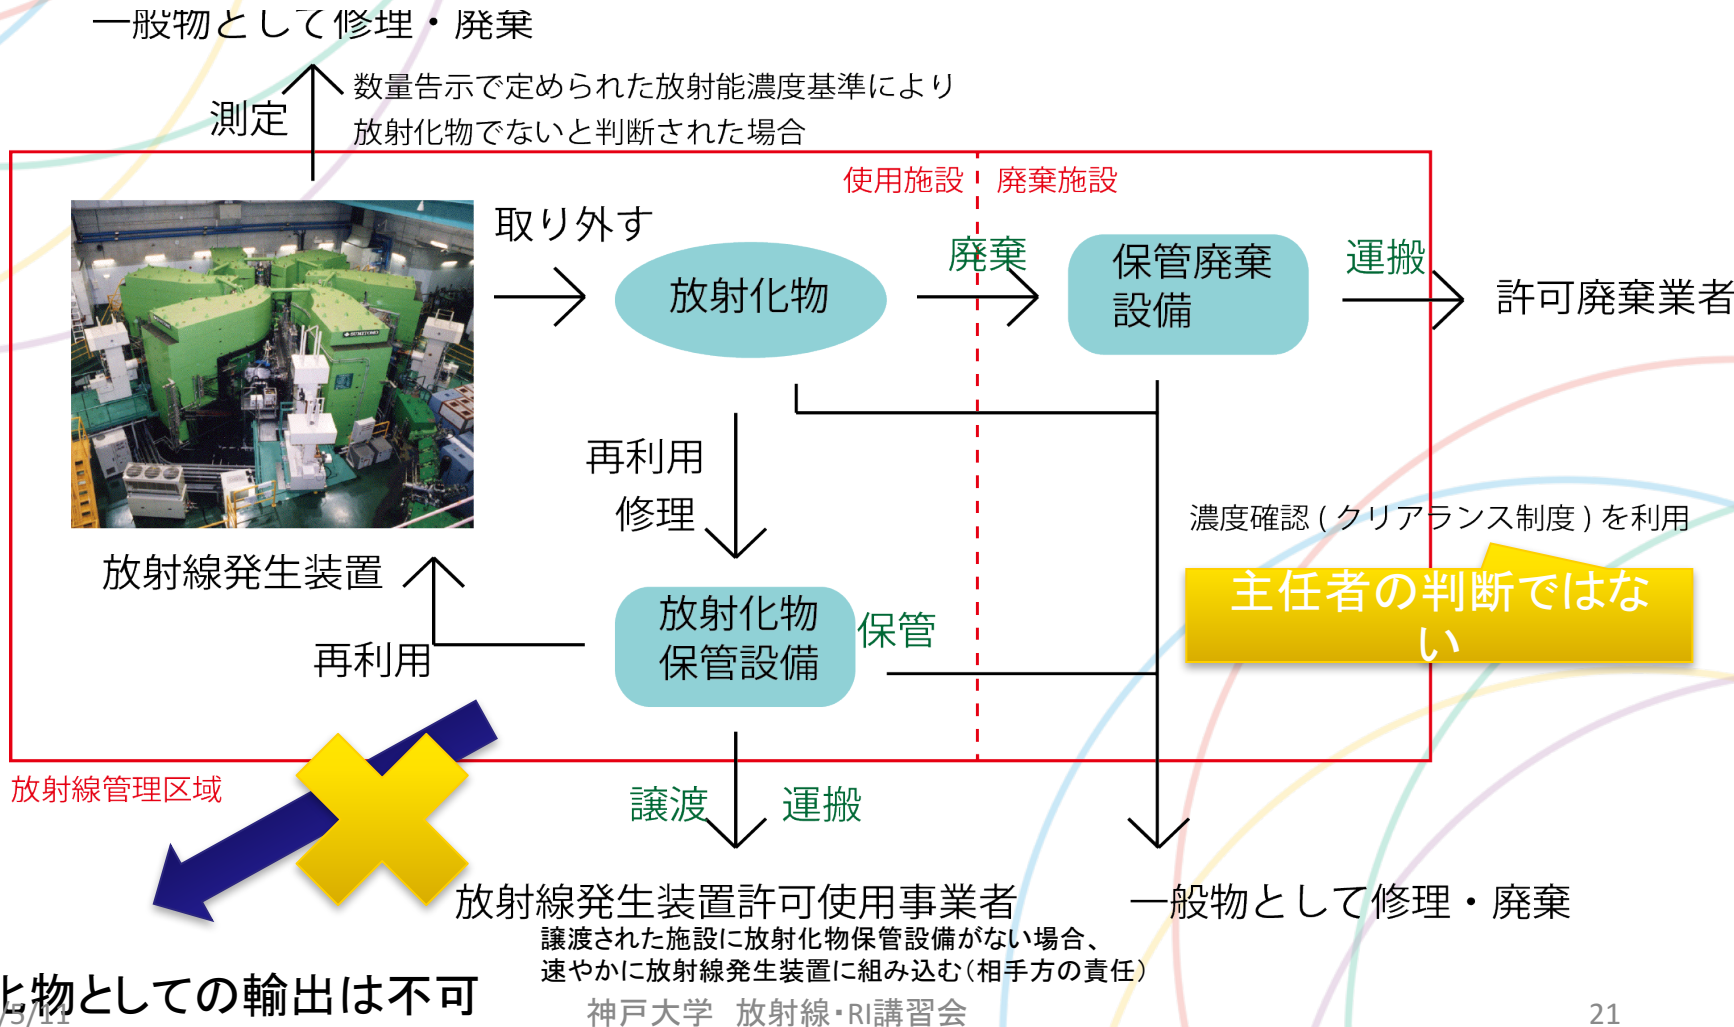 一般物として修理・廃棄
測定
数量告示で定められた放射能濃度基準により
放射化物でないと判断された場合
使用施設
廃棄施設
取り外す
放射化物
廃棄
保管廃棄
設備
運搬
許可廃棄業者
再利用
修理
濃度確認(クリアランス制度)を利用
主任者の判断ではな
い
放射線発生装置
再利用
放射化物
保管設備
保管
放射線管理区域
譲渡
運搬
放射線発生装置許可使用事業者
譲渡された施設に放射化物保管設備がない場合、
速やかに放射線発生装置に組み込む(相手方の責任)
一般物として修理・廃棄
化物としての輸出は不可
/5/11
神戸大学 放射線・RI講習会
21